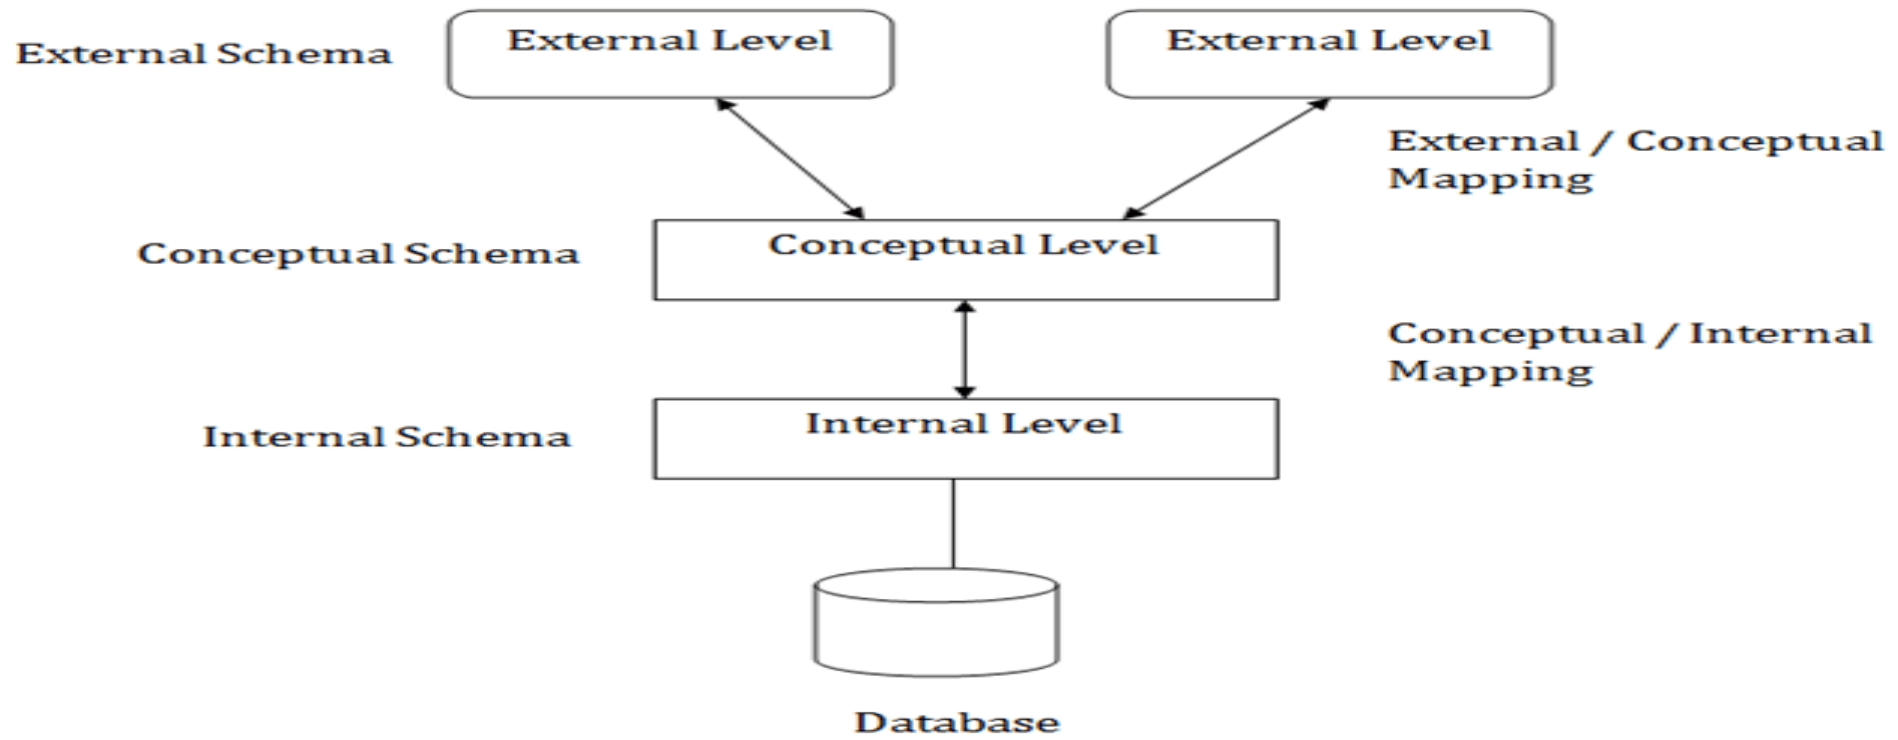 External Schema
External Level
External Level
External / Conceptual
Mapping
Conceptual Schema
Conceptual Level
Conceptual / Internal
Mapping
Internal Schema
Internal Level
Database